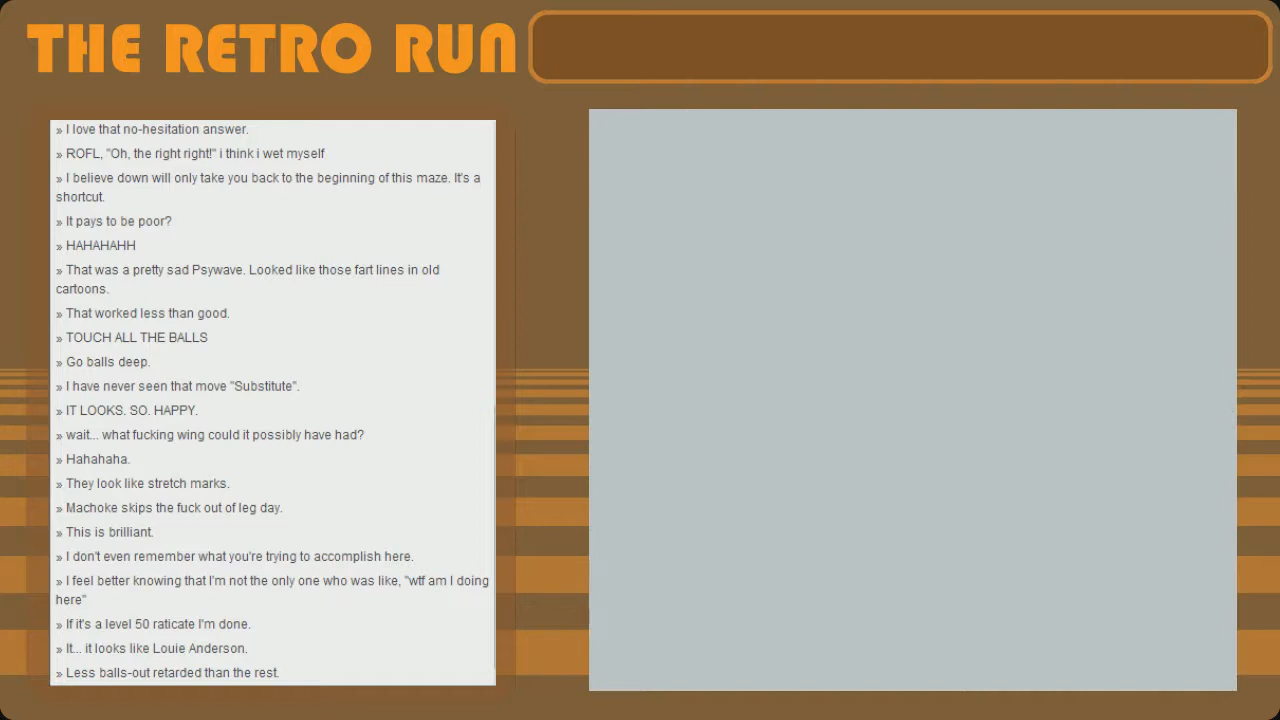 THE RETRO RUN
» I love that no-hesitation answer.
» ROFL, "Oh, the right right!" i think i wet myself
» I believe down will only take you back to the beginning of this maze. It's a
shortcut.
» It pays to be poor?
» HAHAHAHH
» That was a pretty sad Psywave. Looked like those fart lines in old
cartoons.
» That worked less than good.
» TOUCH ALL THE BALLS
» Go balls deep.
» I have never seen that move "Substitute".
» IT LOOKS. SO. HAPPY.
» wait... what fucking wing could it possibly have had?
» Hahahaha.
» They look like stretch marks.
» Machoke skips the fuck out of leg day.
» This is brilliant.
» I don't even remember what you're trying to accomplish here.
» I feel better knowing that I'm not the only one who was like, "wtf am I doing
here"
» If it's a level 50 raticate I'm done.
» It... it looks like Louie Anderson.
» Less balls-out retarded than the rest.